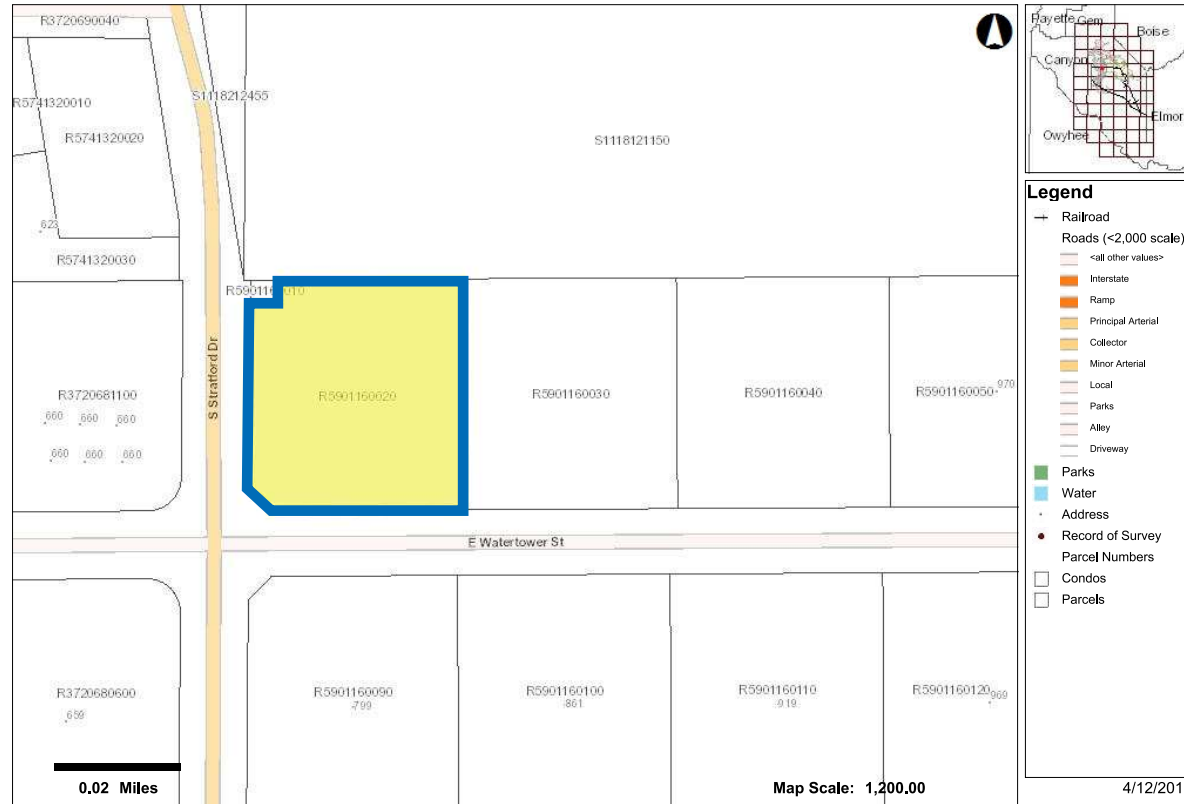 R3720690040
R5741320010
R5741320020
S1118212455
S1118121150
623
R5741320030
R3720681100
660 660 660
660 660 660
S Stratford Dr
R5901160020
R5901160030
R5901160040
R5901160050 970
E Watertower St
R3720680600
659
R5901160090
799
R5901160100
861
R5901160110
919
R5901160120 969
0.02 Miles
Map Scale: 1,200.00
Payette Gem
Boise
Canyon
Elmor
Owyhee
Legend
Railroad
Roads (<2,000 scale)
<all other values>
Interstate
Ramp
Principal Arterial
Collector
Minor Arterial
Local
Parks
Alley
Driveway
Parks
Water
Address
Record of Survey
Parcel Numbers
Condos
Parcels
4/12/201